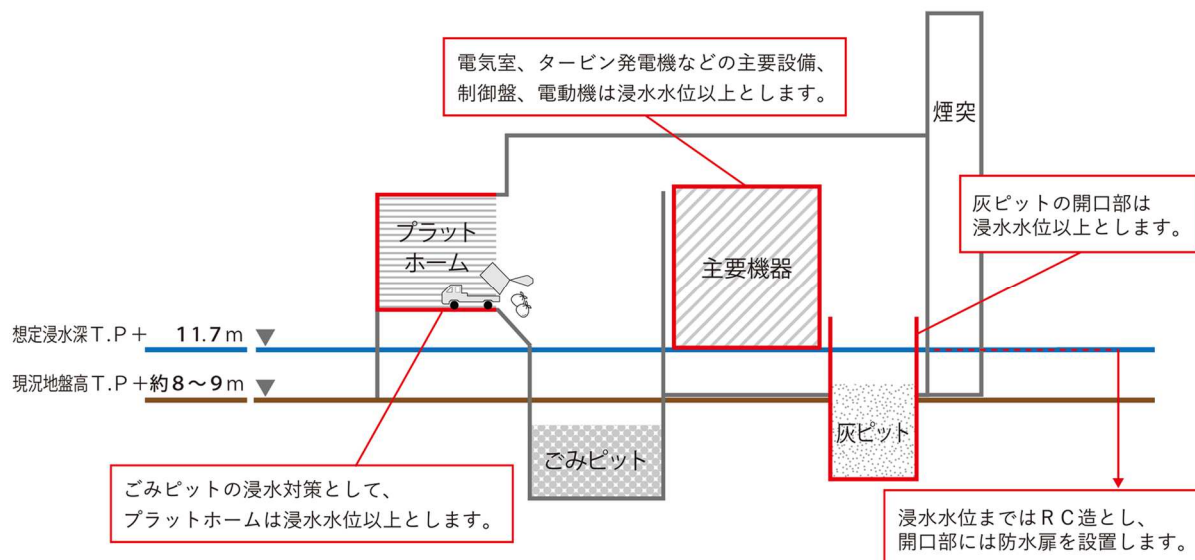 電気室、タービン発電機などの主要設備、
制御盤、電動機は浸水水位以上とします。
煙突
灰ピットの開口部は
浸水水位以上とします。
プラット
ホーム
主要機器
想定浸水深T.P+ 11.7m
現況地盤高T.P+約8〜9m
灰ピット
ごみピット
ごみピットの浸水対策として、
プラットホームは浸水水位以上とします。
浸水水位まではRC造とし、
開口部には防水扉を設置します。